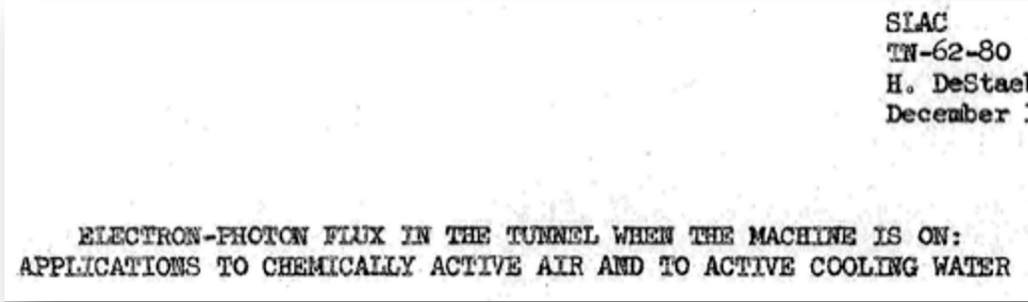 SLAC
TN-62-80
H.
December
ELECTRON-PHOTON FLUX IN THE TUNNEL WHEN THE MACHINE IS ON:
APPLICATIONS TO CHEMICALLY ACTIVE AIR AND TO ACTIVE COOLING WATER